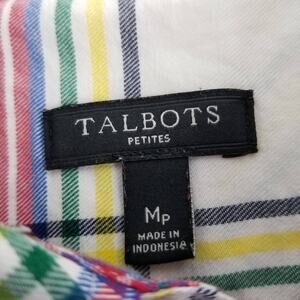 TALBOTS
PETITES
Mp
MADE IN
INDONESIA